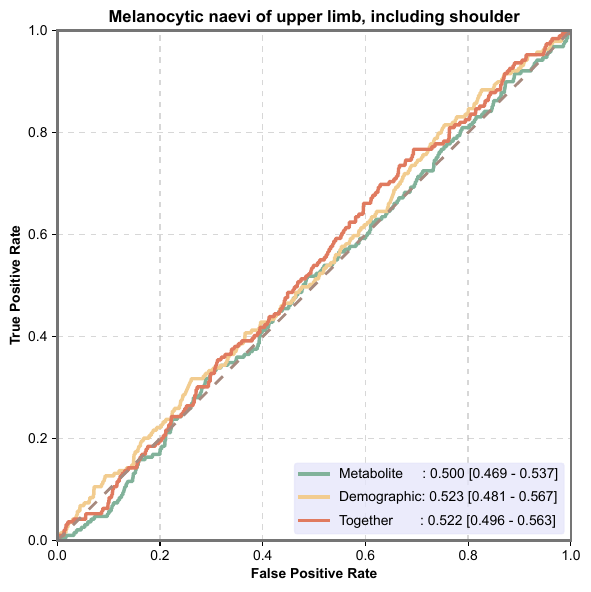 Melanocytic naevi of upper limb, including shoulder
True Positive Rate
1.0
0.8
0.6
0.4
0.2
0.0
Metabolite : 0.500 [0.469 - 0.537]
Demographic: 0.523 [0.481 - 0.567]
Together : 0.522 [0.496 - 0.563]
0.0 0.2 0.4 0.6 0.8 1.0
False Positive Rate